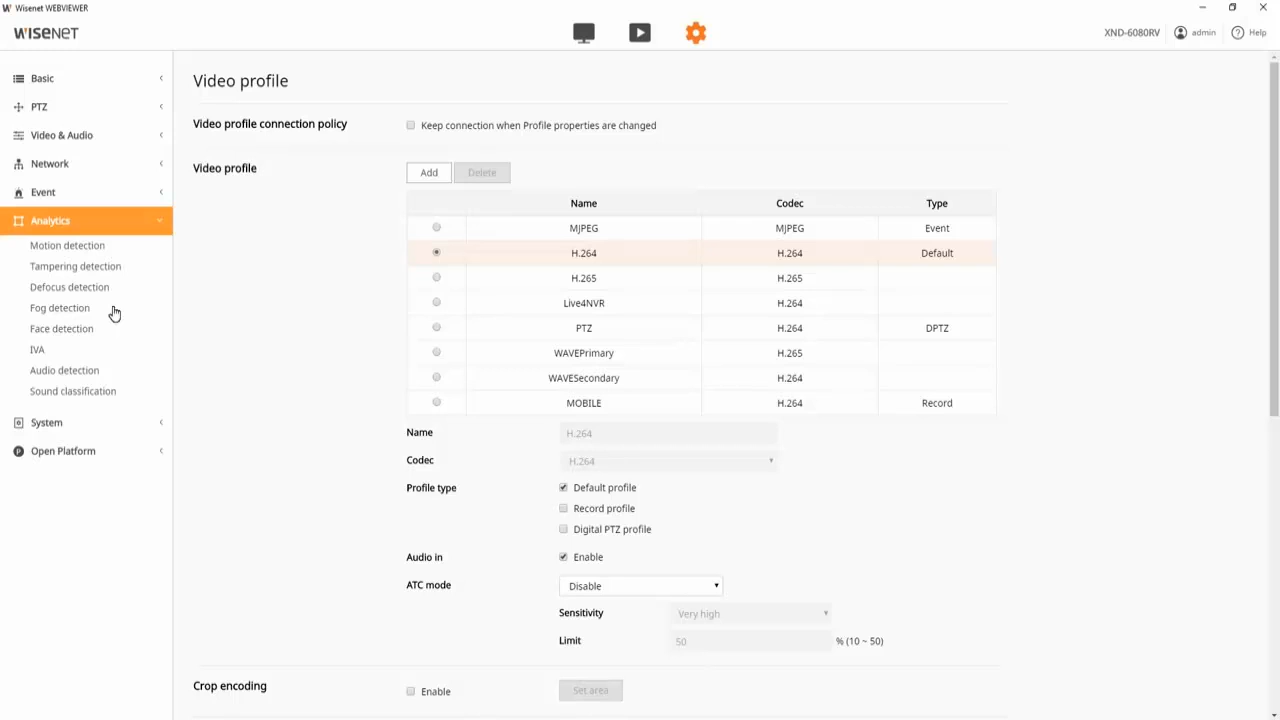 Wisenet WEBVIEWER
WISENET
XND-6080RV
admin
Help
Basic
PTZ
Video & Audio
Network
Event
Analytics
Motion detection
Tampering detection
Defocus detection
Fog detection
Face detection
IVA
Audio detection
Sound classification
System
Open Platform
Video profile
Video profile connection policy
Keep connection when Profile properties are changed
Video profile
Add Delete
Name Codec Type
MJPEG MJPEG Event
H.264 H.264 Default
H.265 H.265
Live4NVR H.264
PTZ H.264 DPTZ
WAVEPrimary H.265
WAVESecondary H.264
MOBILE H.264 Record
Name H.264
Codec H.264
Profile type Default profile
Record profile
Digital PTZ profile
Audio in Enable
ATC mode Disable
Sensitivity Very high
Limit 50 % (10 ~ 50)
Crop encoding Enable Set area